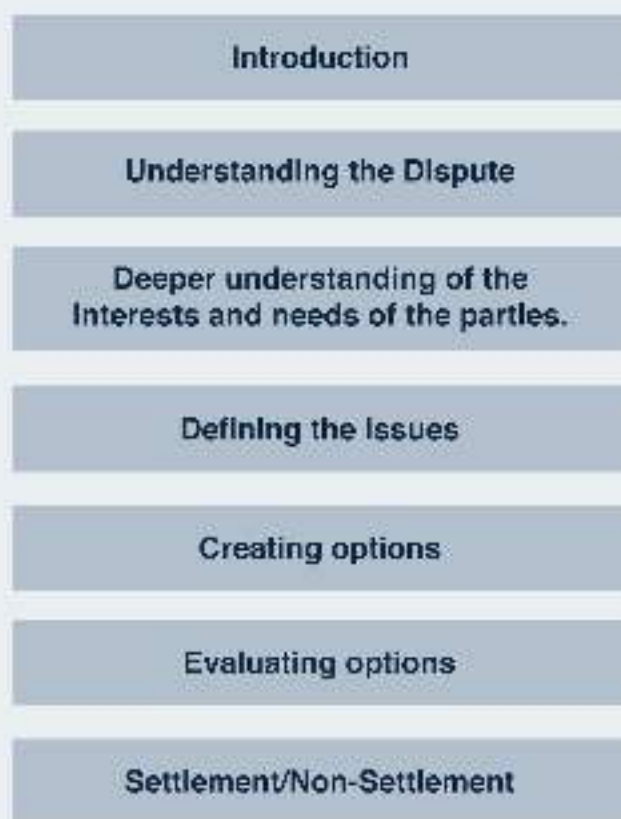 Introduction
Understanding the Dispute
Deeper understanding of the
Interests and needs of the parties.
Defining the Issues
Creating options
Evaluating options
Settlement/Non-Settlement